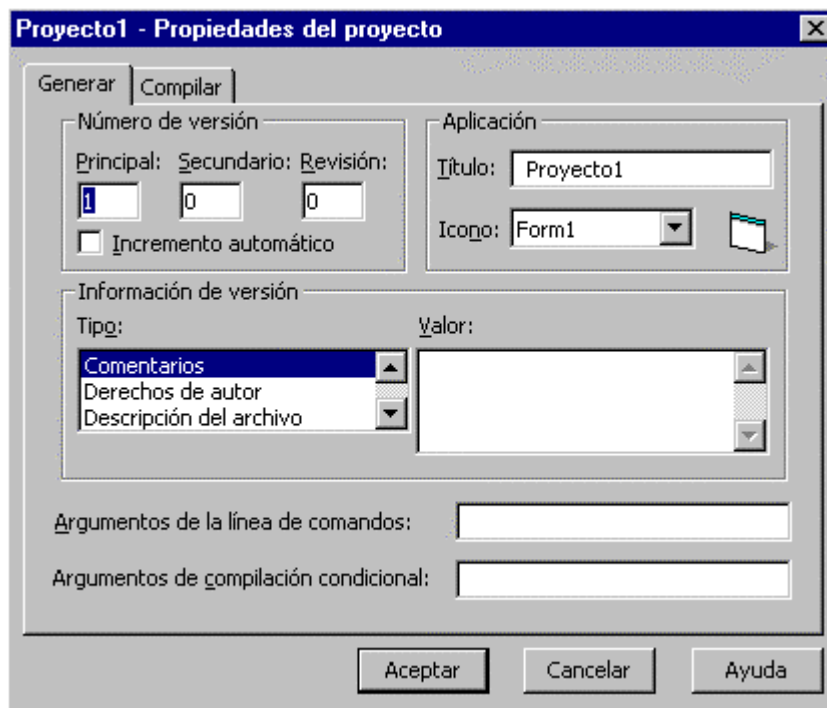 Proyecto1 - Propiedades del proyecto
Generar
Compilar
Número de versión
Principal: Secundario: Revisión:
1 0 0
Incremento automático
Aplicación
Título: Proyecto1
Icono: Form1
Información de versión
Tipo:
Comentarios
Derechos de autor
Descripción del archivo
Valor:
Argumentos de la línea de comandos:
Argumentos de compilación condicional:
Aceptar
Cancelar
Ayuda